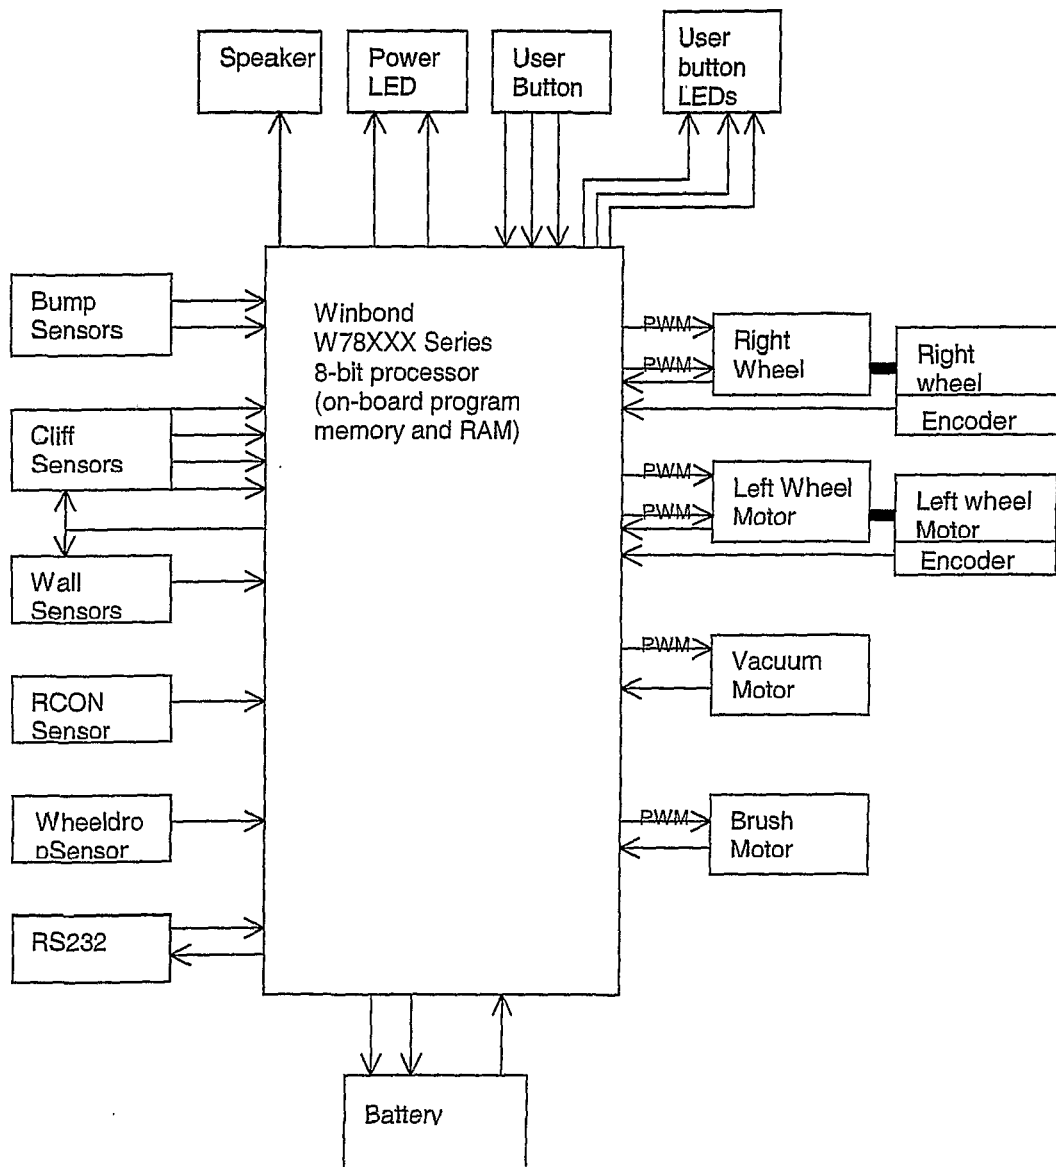 Speaker
Power
LED
User
Button
User
button
LEDs
Bump
Sensors
Cliff
Sensors
Wall
Sensors
RCON
Sensor
Wheeldro
pSensor
RS232
Winbond
W78XXX Series
8-bit processor
(on-board program
memory and RAM)
PWM
PWM
Right
Wheel
Right
wheel
Encoder
PWM
PWM
Left Wheel
Motor
Left wheel
Motor
Encoder
PWM
Vacuum
Motor
PWM
Brush
Motor
Battery